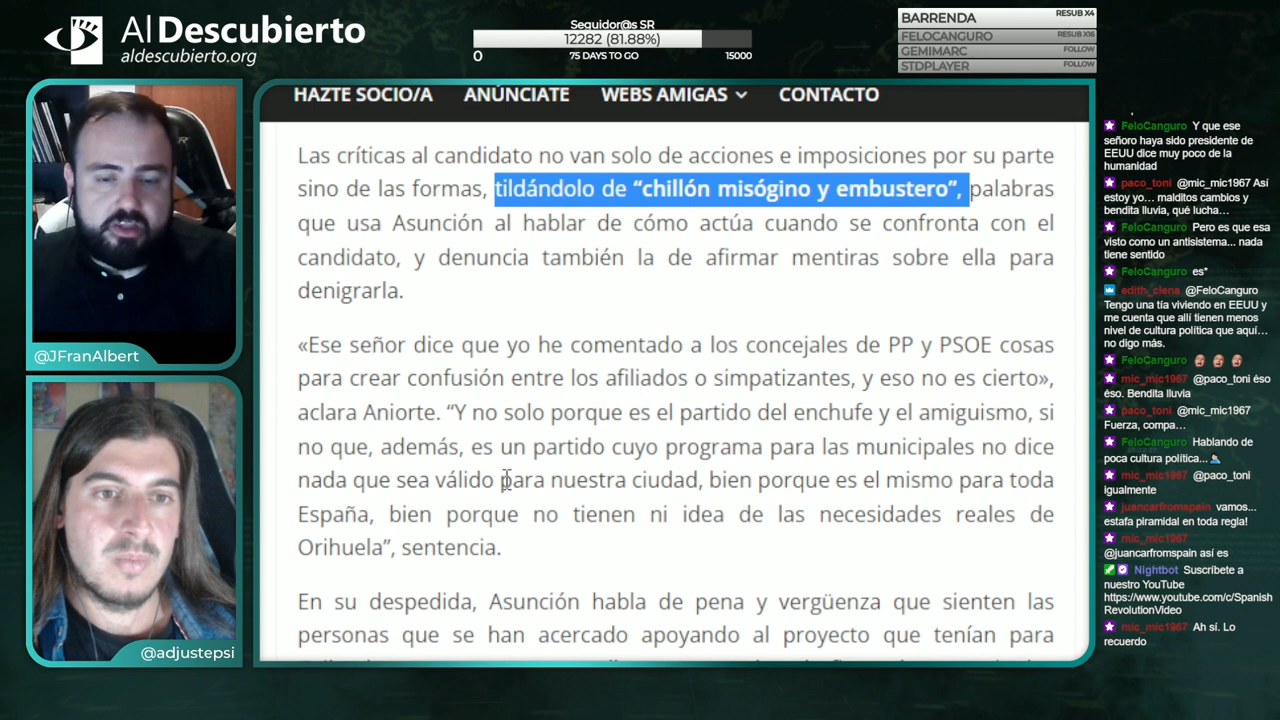 Al Descubierto
aldescubierto.org
Seguidor@s SR
12282 (81.88%)
0
75 DAYS TO GO
15000
BARRENDA
RESUB X4
FELOCANGURO
RESUB X16
GEMIMARC
FOLLOW
STDPLAYER
FOLLOW
@JFranAlbert
@adjustepsi
HAZTE SOCIO/A
ANÚNCIATE
WEBS AMIGAS
CONTACTO
Las críticas al candidato no van solo de acciones e imposiciones por su parte
sino de las formas, tildándolo de “chillón misógino y embustero”, palabras
que usa Asunción al hablar de cómo actúa cuando se confronta con el
candidato, y denuncia también la de afirmar mentiras sobre ella para
denigrarla.
«Ese señor dice que yo he comentado a los concejales de PP y PSOE cosas
para crear confusión entre los afiliados o simpatizantes, y eso no es cierto»,
aclara Aniorte. “Y no solo porque es el partido del enchufe y el amiguismo, si
no que, además, es un partido cuyo programa para las municipales no dice
nada que sea válido para nuestra ciudad, bien porque es el mismo para toda
España, bien porque no tienen ni idea de las necesidades reales de
Orihuela”, sentencia.
En su despedida, Asunción habla de pena y vergüenza que sienten las
personas que se han acercado apoyando al proyecto que tenían para
FeloCanguro Y que ese
señoro haya sido presidente de
EEUU dice muy poco de la
humanidad
paco_toni @mic_mic1967 Así
estoy yo… malditos cambios y
bendita lluvia, qué lucha…
FeloCanguro Pero es que esa
visto como un antisistema... nada
tiene sentido
FeloCanguro es*
edith_clena @FeloCanguro
Tengo una tía viviendo en EEUU y
me cuenta que allí tienen menos
nivel de cultura política que aquí…
no digo más.
FeloCanguro
mic_mic1967 @paco_toni éso
éso. Bendita lluvia
paco_toni @mic_mic1967
Fuerza, compa…
FeloCanguro Hablando de
poca cultura política...
mic_mic1967 @paco_toni
igualmente
juancarfromspain vamos...
estafa piramidal en toda regla!
mic_mic1967
@juancarfromspain así es
Nightbot Suscríbete a
nuestro YouTube
https://www.youtube.com/c/Spanish
RevolutionVideo
mic_mic1967 Ah sí. Lo
recuerdo